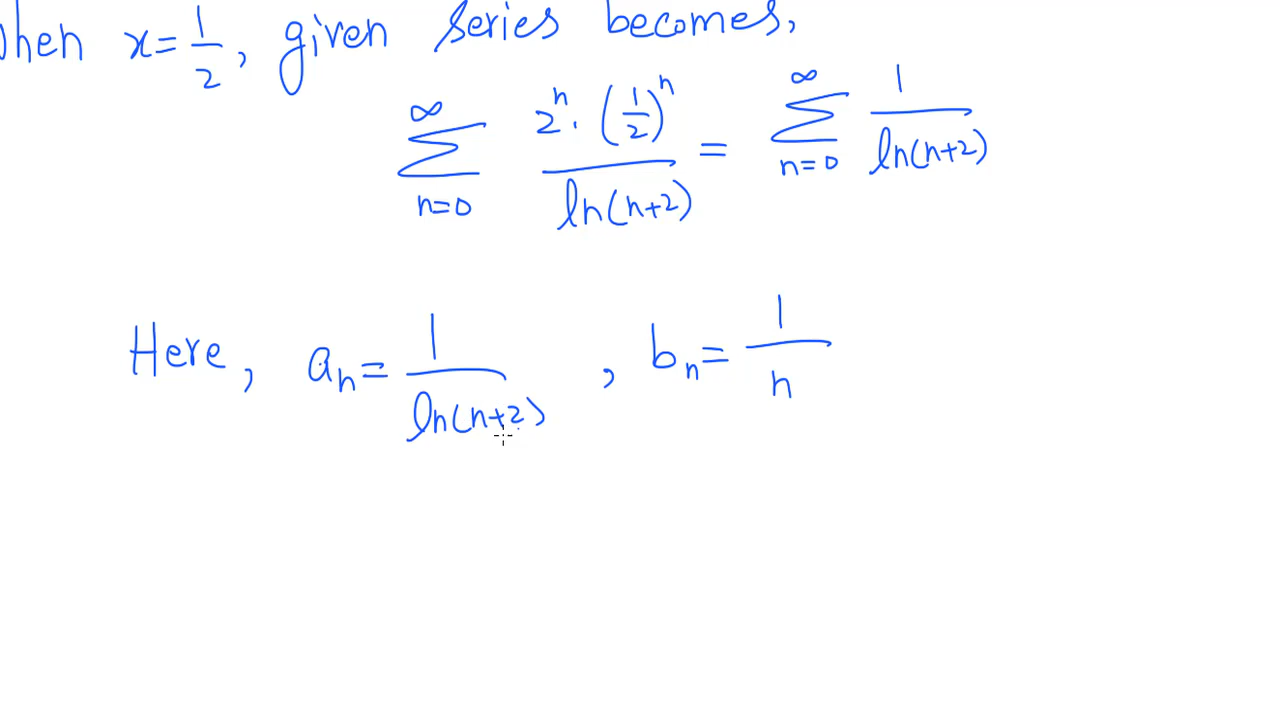 when x = 1/2, given series becomes,
∞ Σ n=0 2^n · (1/2)^n / ln(n+2) = ∞ Σ n=0 1 / ln(n+2)
Here, a_n = 1 / ln(n+2) , b_n = 1 / n